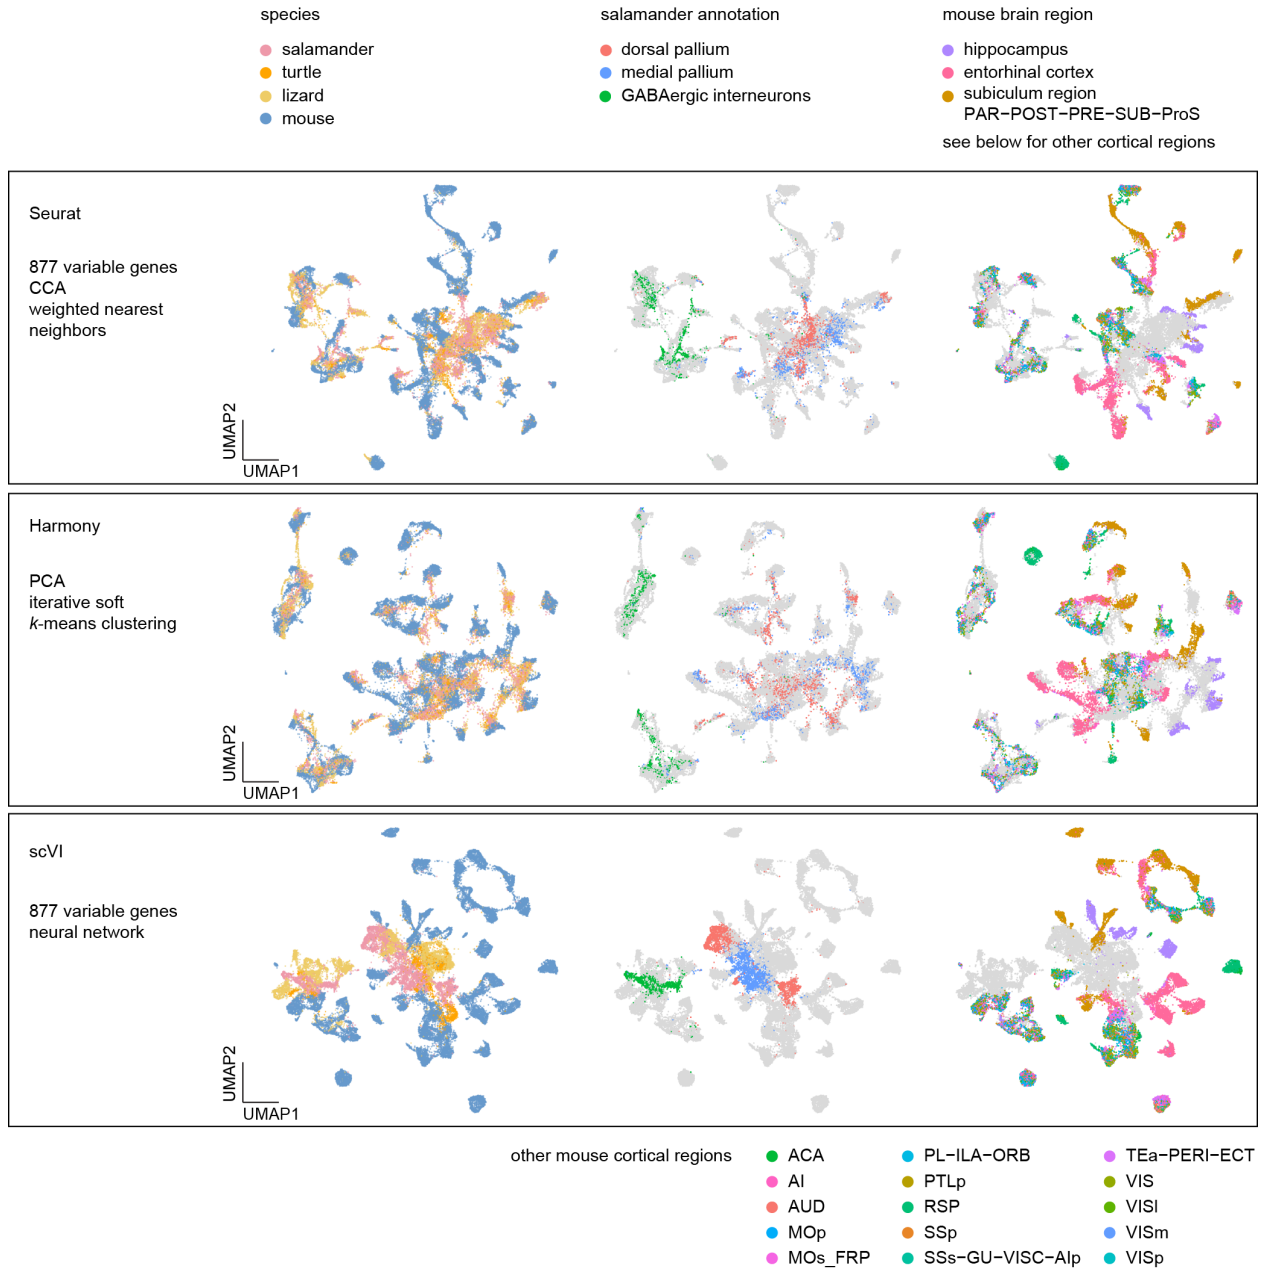 species
salamander
turtle
lizard
mouse
salamander annotation
dorsal pallium
medial pallium
GABAergic interneurons
mouse brain region
hippocampus
entorhinal cortex
subiculum region
PAR−POST−PRE−SUB−ProS
see below for other cortical regions
Seurat
877 variable genes
CCA
weighted nearest
neighbors
UMAP2
UMAP1
Harmony
PCA
iterative soft
k-means clustering
UMAP2
UMAP1
scVI
877 variable genes
neural network
UMAP2
UMAP1
other mouse cortical regions
ACA
AI
AUD
MOp
MOs_FRP
PL−ILA−ORB
PTLp
RSP
SSp
SSs−GU−VISC−AIp
TEa−PERI−ECT
VIS
VISl
VISm
VISp